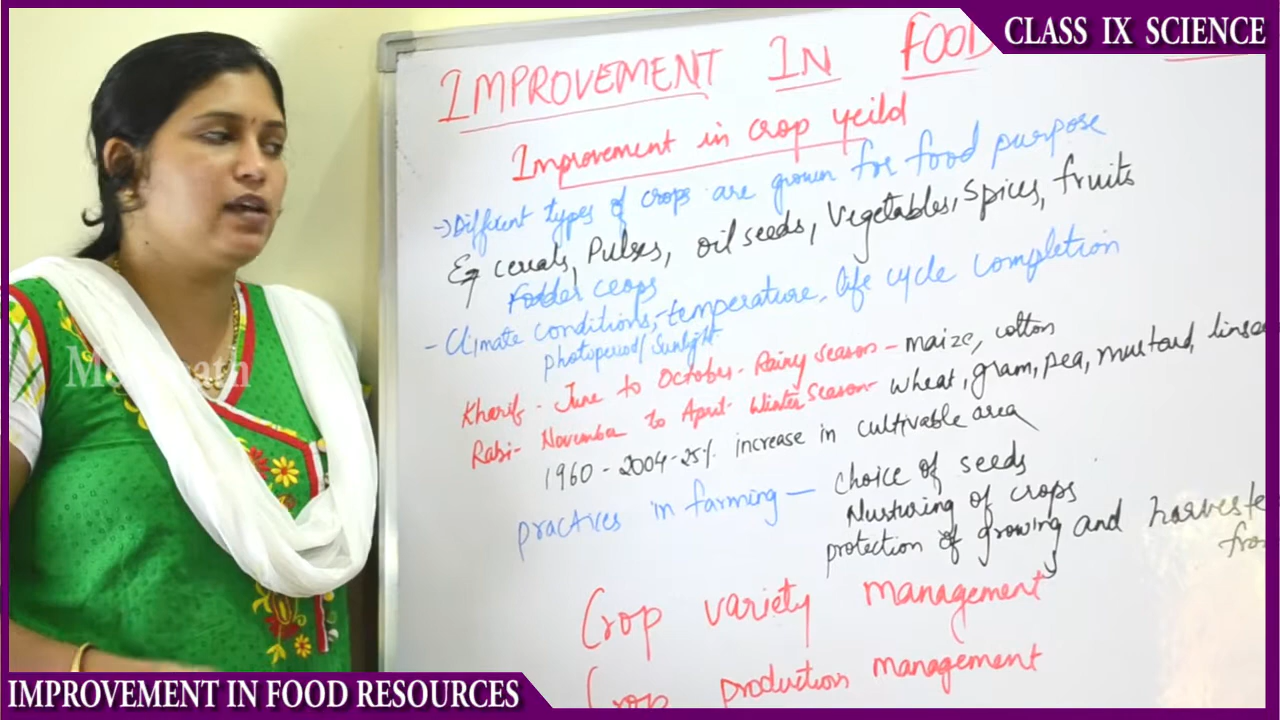 CLASS IX SCIENCE
IMPROVEMENT IN FOOD
Improvement in crop yeild
→ Different types of crops are grown for food purpose
Eg cereals, Pulses, oil seeds, Vegetables, Spices, fruits
Fodder crops
- Climate conditions, temperature, life cycle completion
photoperiod/ Sunlight
Kharif - June to October - Rainy season - maize, cotton
Rabi - November to April - Winter season - wheat, gram, pea, mustard, linsee
1960 - 2004 - 25% increase in cultivable area
practices in farming — choice of seeds
Nurturing of crops
protection of growing and harveste
fro
Crop variety management
Crop production management
IMPROVEMENT IN FOOD RESOURCES